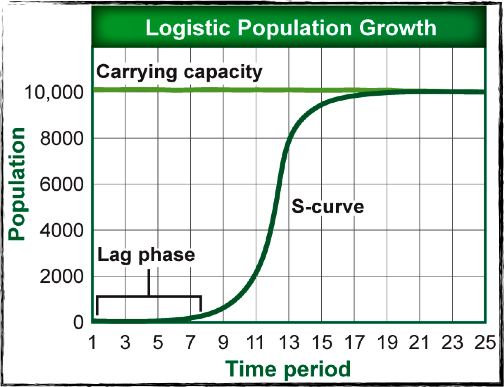 Logistic Population Growth
Carrying capacity
10,000
8000
6000
4000
2000
0
Population
S-curve
Lag phase
1 3 5 7 9 11 13 15 17 19 21 23 25
Time period